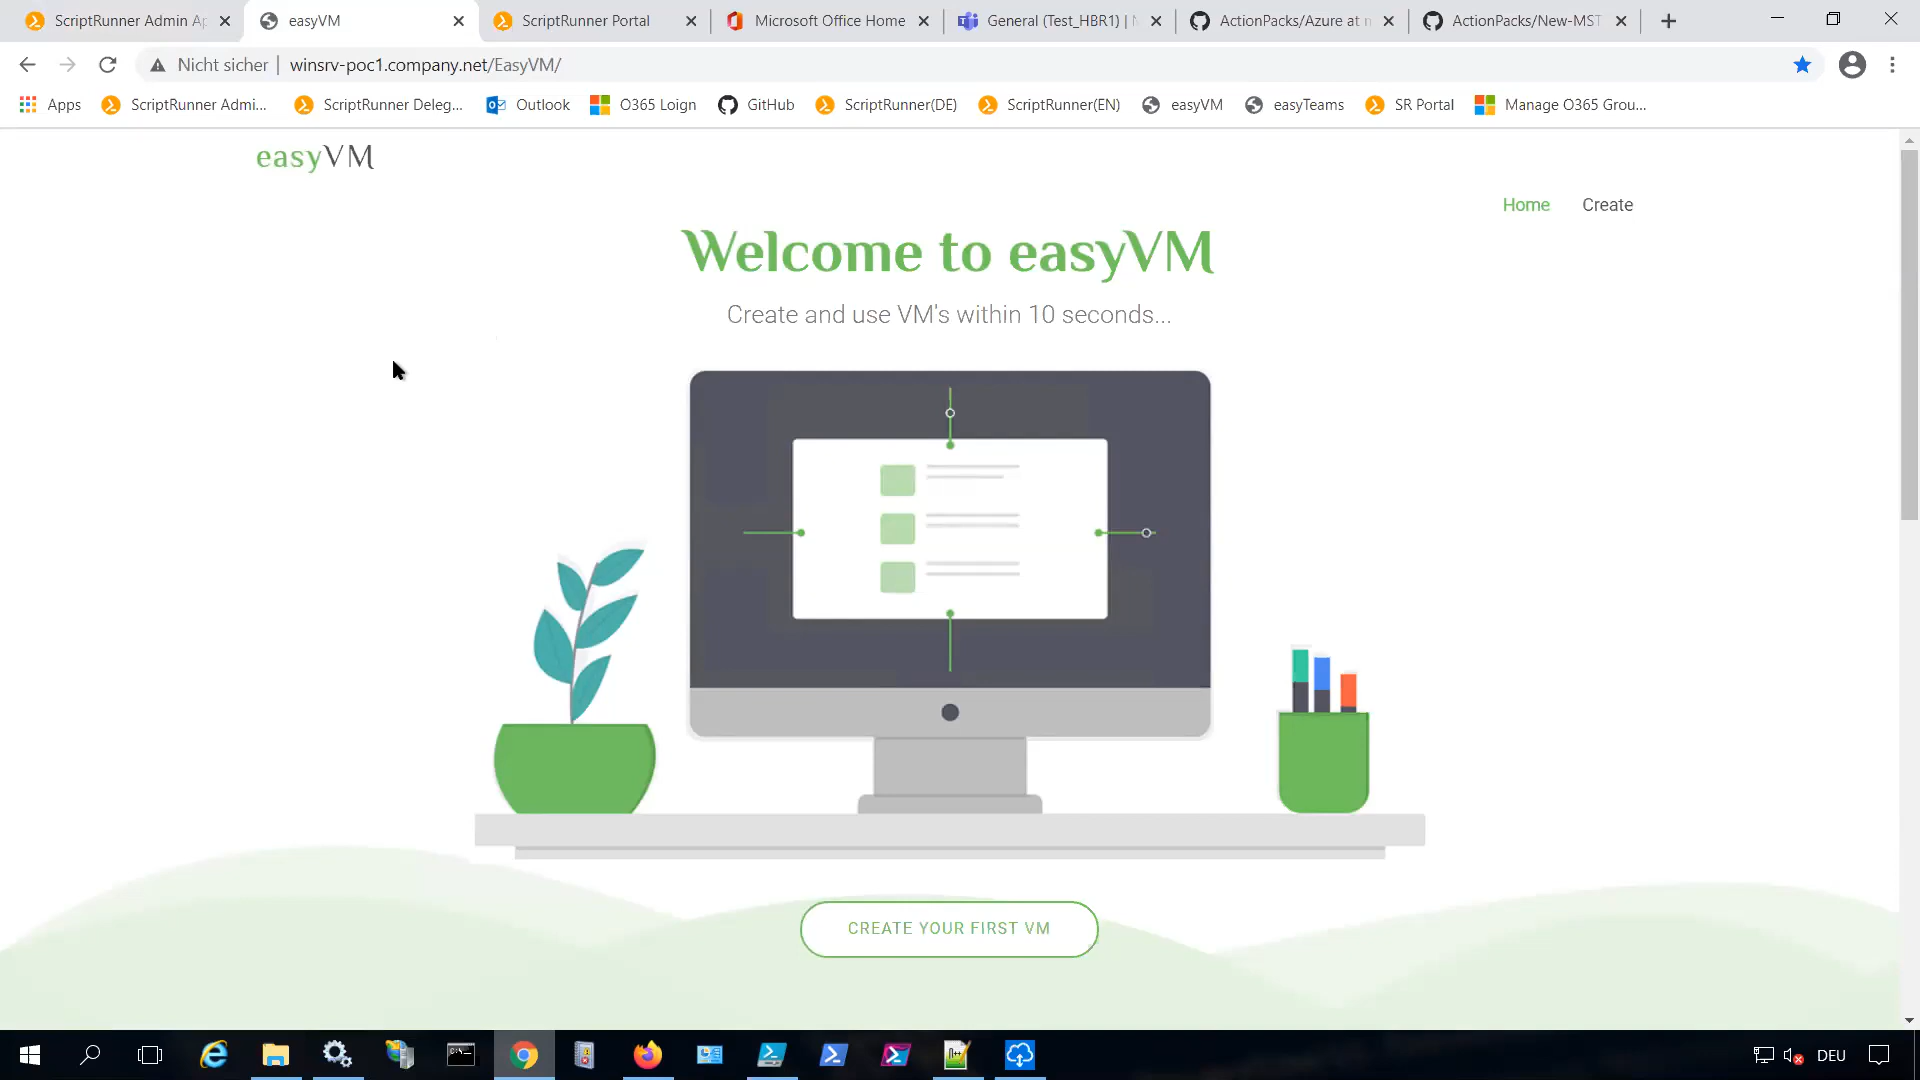 ScriptRunner Admin Ap
easyVM
ScriptRunner Portal
Microsoft Office Home
General (Test_HBR1) |
ActionPacks/Azure at
ActionPacks/New-MST
Nicht sicher
winsrv-poc1.company.net/EasyVM/
Apps
ScriptRunner Admi...
ScriptRunner Deleg...
Outlook
O365 Loign
GitHub
ScriptRunner(DE)
ScriptRunner(EN)
easyVM
easyTeams
SR Portal
Manage O365 Grou...
easyVM
Home
Create
Welcome to easyVM
Create and use VM's within 10 seconds...
CREATE YOUR FIRST VM
DEU